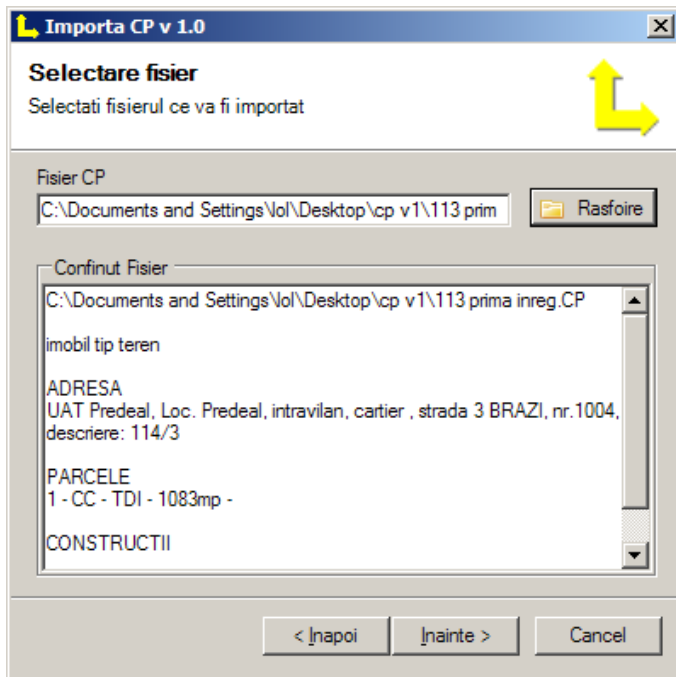 Importa CP v 1.0
Selectare fisier
Selectati fisierul ce va fi importat
Fisier CP
C:\Documents and Settings\lol\Desktop\cp v1\113 prim
Rasfoire
Confinut Fisier
C:\Documents and Settings\lol\Desktop\cp v1\113 prima inreg.CP
imobil tip teren
ADRESA
UAT Predeal, Loc. Predeal, intravilan, cartier , strada 3 BRAZI, nr.1004,
descriere: 114/3
PARCELE
1 - CC - TDI - 1083mp -
CONSTRUCTII
< Inapoi
Inainte >
Cancel